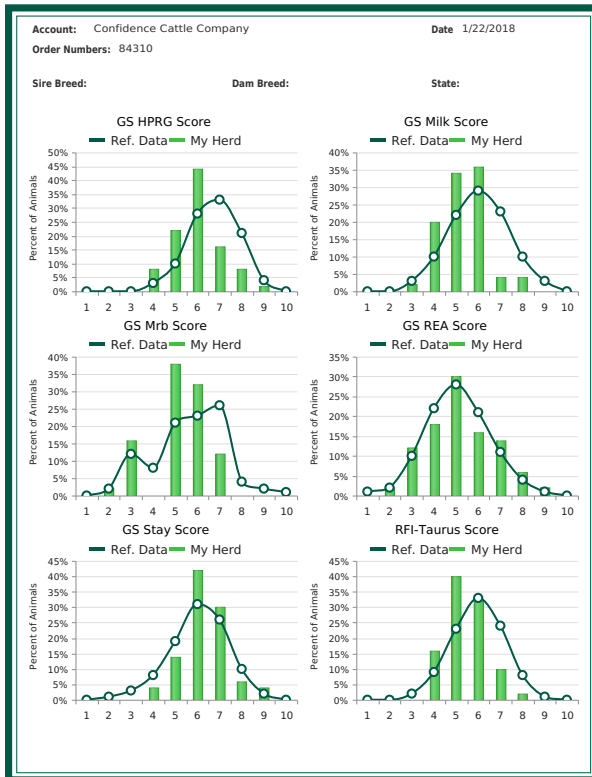 Account: Confidence Cattle Company Date 1/22/2018
Order Numbers: 84310
Sire Breed: Dam Breed: State:
GS HPRG Score
Ref. Data My Herd
Percent of Animals
50%
45%
40%
35%
30%
25%
20%
15%
10%
5%
0%
1 2 3 4 5 6 7 8 9 10
GS Milk Score
Ref. Data My Herd
Percent of Animals
40%
35%
30%
25%
20%
15%
10%
5%
0%
1 2 3 4 5 6 7 8 9 10
GS Mrb Score
Ref. Data My Herd
Percent of Animals
40%
35%
30%
25%
20%
15%
10%
5%
0%
1 2 3 4 5 6 7 8 9 10
GS REA Score
Ref. Data My Herd
Percent of Animals
35%
30%
25%
20%
15%
10%
5%
0%
1 2 3 4 5 6 7 8 9 10
GS Stay Score
Ref. Data My Herd
Percent of Animals
45%
40%
35%
30%
25%
20%
15%
10%
5%
0%
1 2 3 4 5 6 7 8 9 10
RFI-Taurus Score
Ref. Data My Herd
Percent of Animals
45%
40%
35%
30%
25%
20%
15%
10%
5%
0%
1 2 3 4 5 6 7 8 9 10